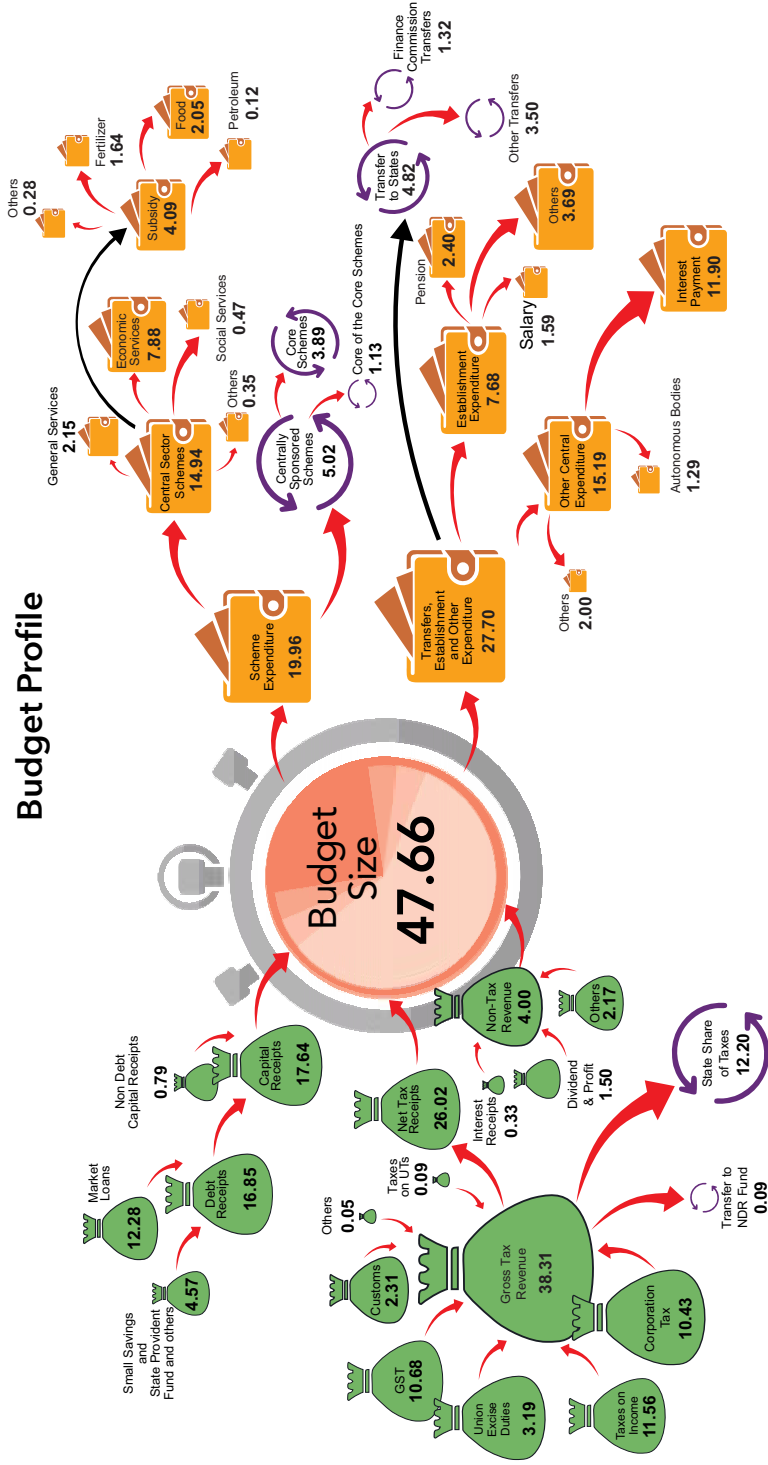 Budget Profile
Small Savings
and
State Provident
Fund and others
4.57
Market
Loans
12.28
Debt
Receipts
16.85
Non Debt
Capital Receipts
0.79
Capital
Receipts
17.64
GST
10.68
Union
Excise
Duties
3.19
Taxes on
Income
11.56
Corporation
Tax
10.43
Customs
2.31
Others
0.05
Taxes
on UTs
0.09
Gross Tax
Revenue
38.31
Transfer to
NDR Fund
0.09
State Share
of Taxes
12.20
Net Tax
Receipts
26.02
Interest
Receipts
0.33
Dividend
& Profit
1.50
Others
2.17
Non-Tax
Revenue
4.00
Budget
Size
47.66
Scheme
Expenditure
19.96
Central Sector
Schemes
14.94
General Services
2.15
Economic
Services
7.88
Social Services
0.47
Others
0.35
Subsidy
4.09
Others
0.28
Fertilizer
1.64
Food
2.05
Petroleum
0.12
Centrally
Sponsored
Schemes
5.02
Core
Schemes
3.89
Core of the Core Schemes
1.13
Transfers,
Establishment
and Other
Expenditure
27.70
Transfer
to States
4.82
Finance
Commission
Transfers
1.32
Other Transfers
3.50
Establishment
Expenditure
7.68
Pension
2.40
Salary
1.59
Others
3.69
Other Central
Expenditure
15.19
Others
2.00
Autonomous Bodies
1.29
Interest
Payment
11.90